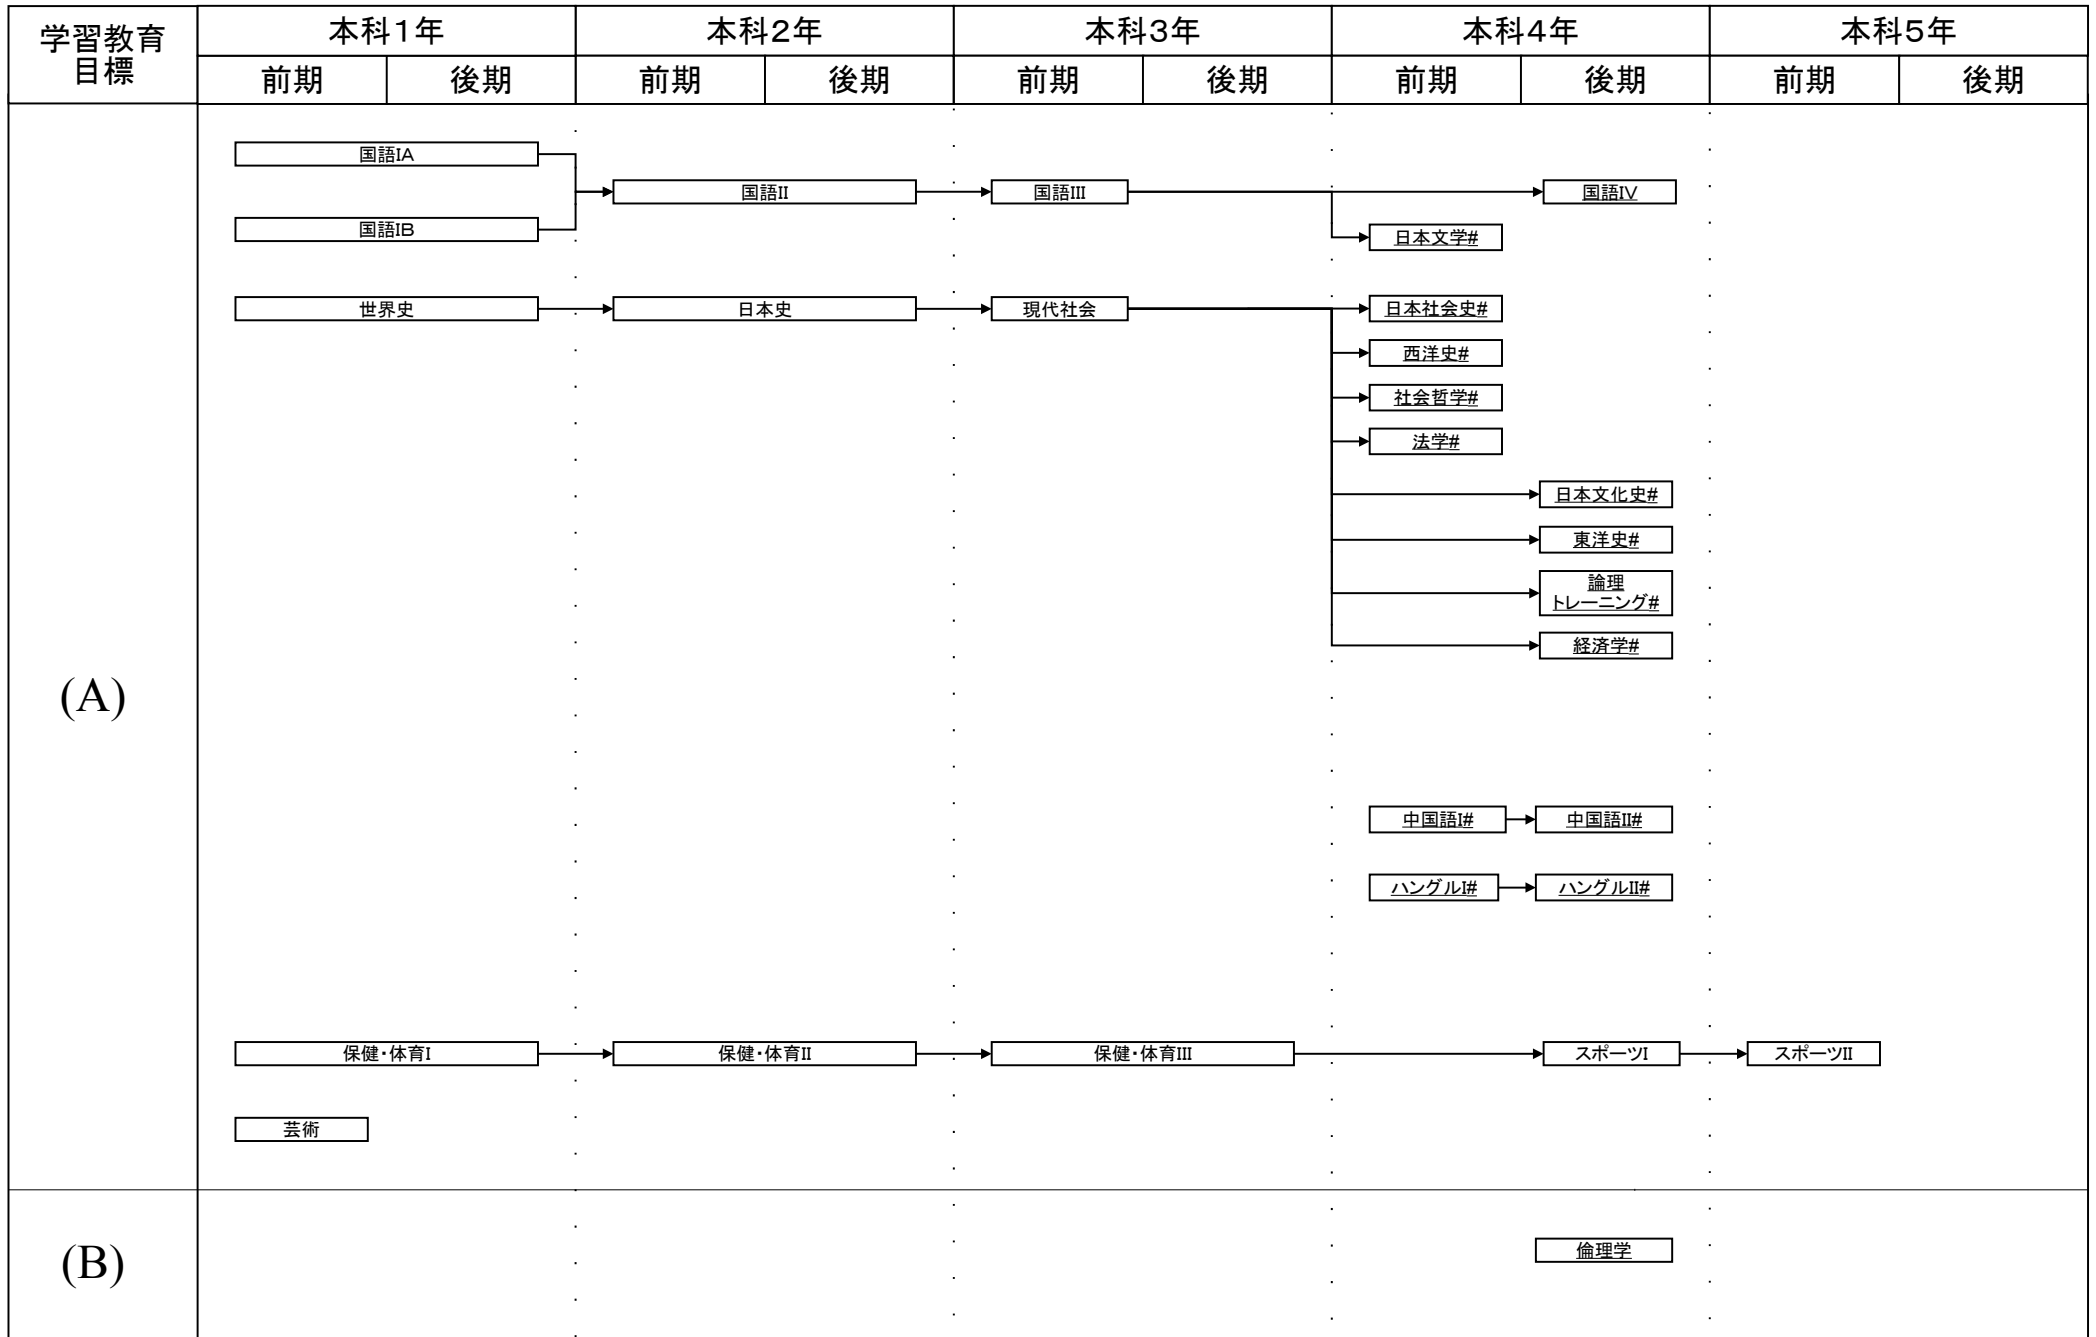 学習教育
目標
本科1年
本科2年
本科3年
本科4年
本科5年
前期
後期
前期
後期
前期
後期
前期
後期
前期
後期
(A)
国語IA
国語IB
国語II
国語III
国語IV
日本文学#
世界史
日本史
現代社会
日本社会史#
西洋史#
社会哲学#
法学#
日本文化史#
東洋史#
論理
トレーニング#
経済学#
中国語I#
中国語II#
ハングルI#
ハングルII#
保健・体育I
保健・体育II
保健・体育III
スポーツI
スポーツII
芸術
(B)
倫理学